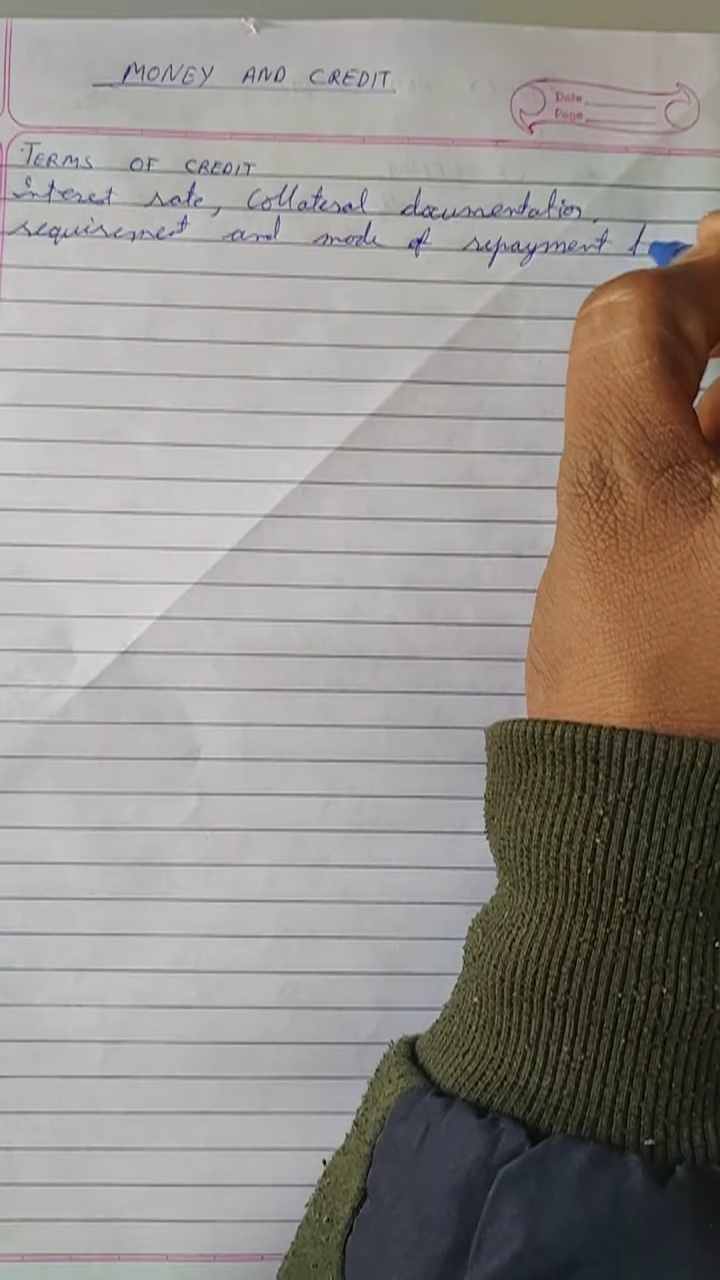 MONEY AND CREDIT
Date
Page
TERMS OF CREDIT
interest rate, Collateral documentation,
requirement and mode of repayment